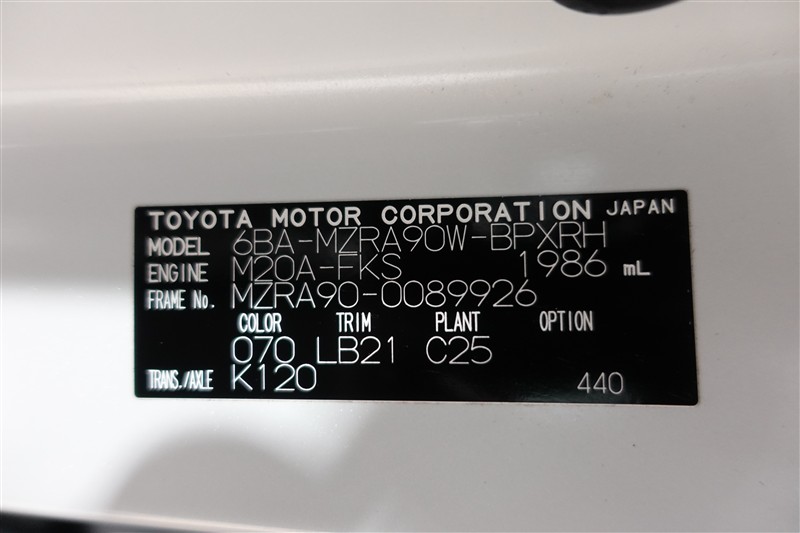 TOYOTA MOTOR CORPORATION JAPAN
MODEL 6BA-MZRA90W-BPXRH
ENGINE M20A-FKS 1986 mL
FRAME No. MZRA90-0089926
COLOR TRIM PLANT OPTION
070 LB21 C25
TRANS./AXLE K120 440